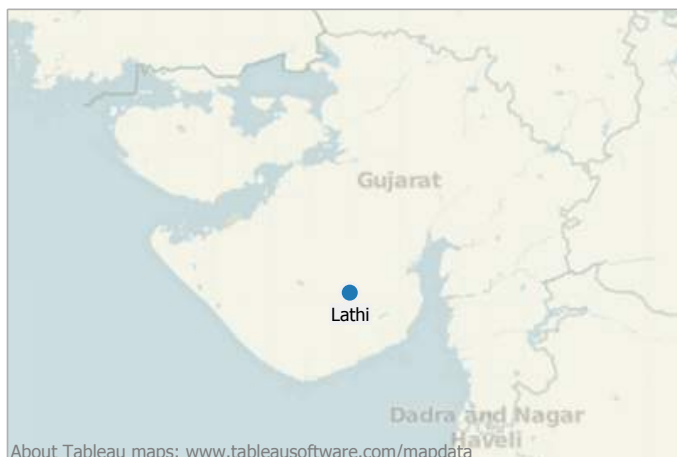 Gujarat
Lathi
Dadra and Nagar
Haveli
About Tableau maps: www.tableausoftware.com/mapdata